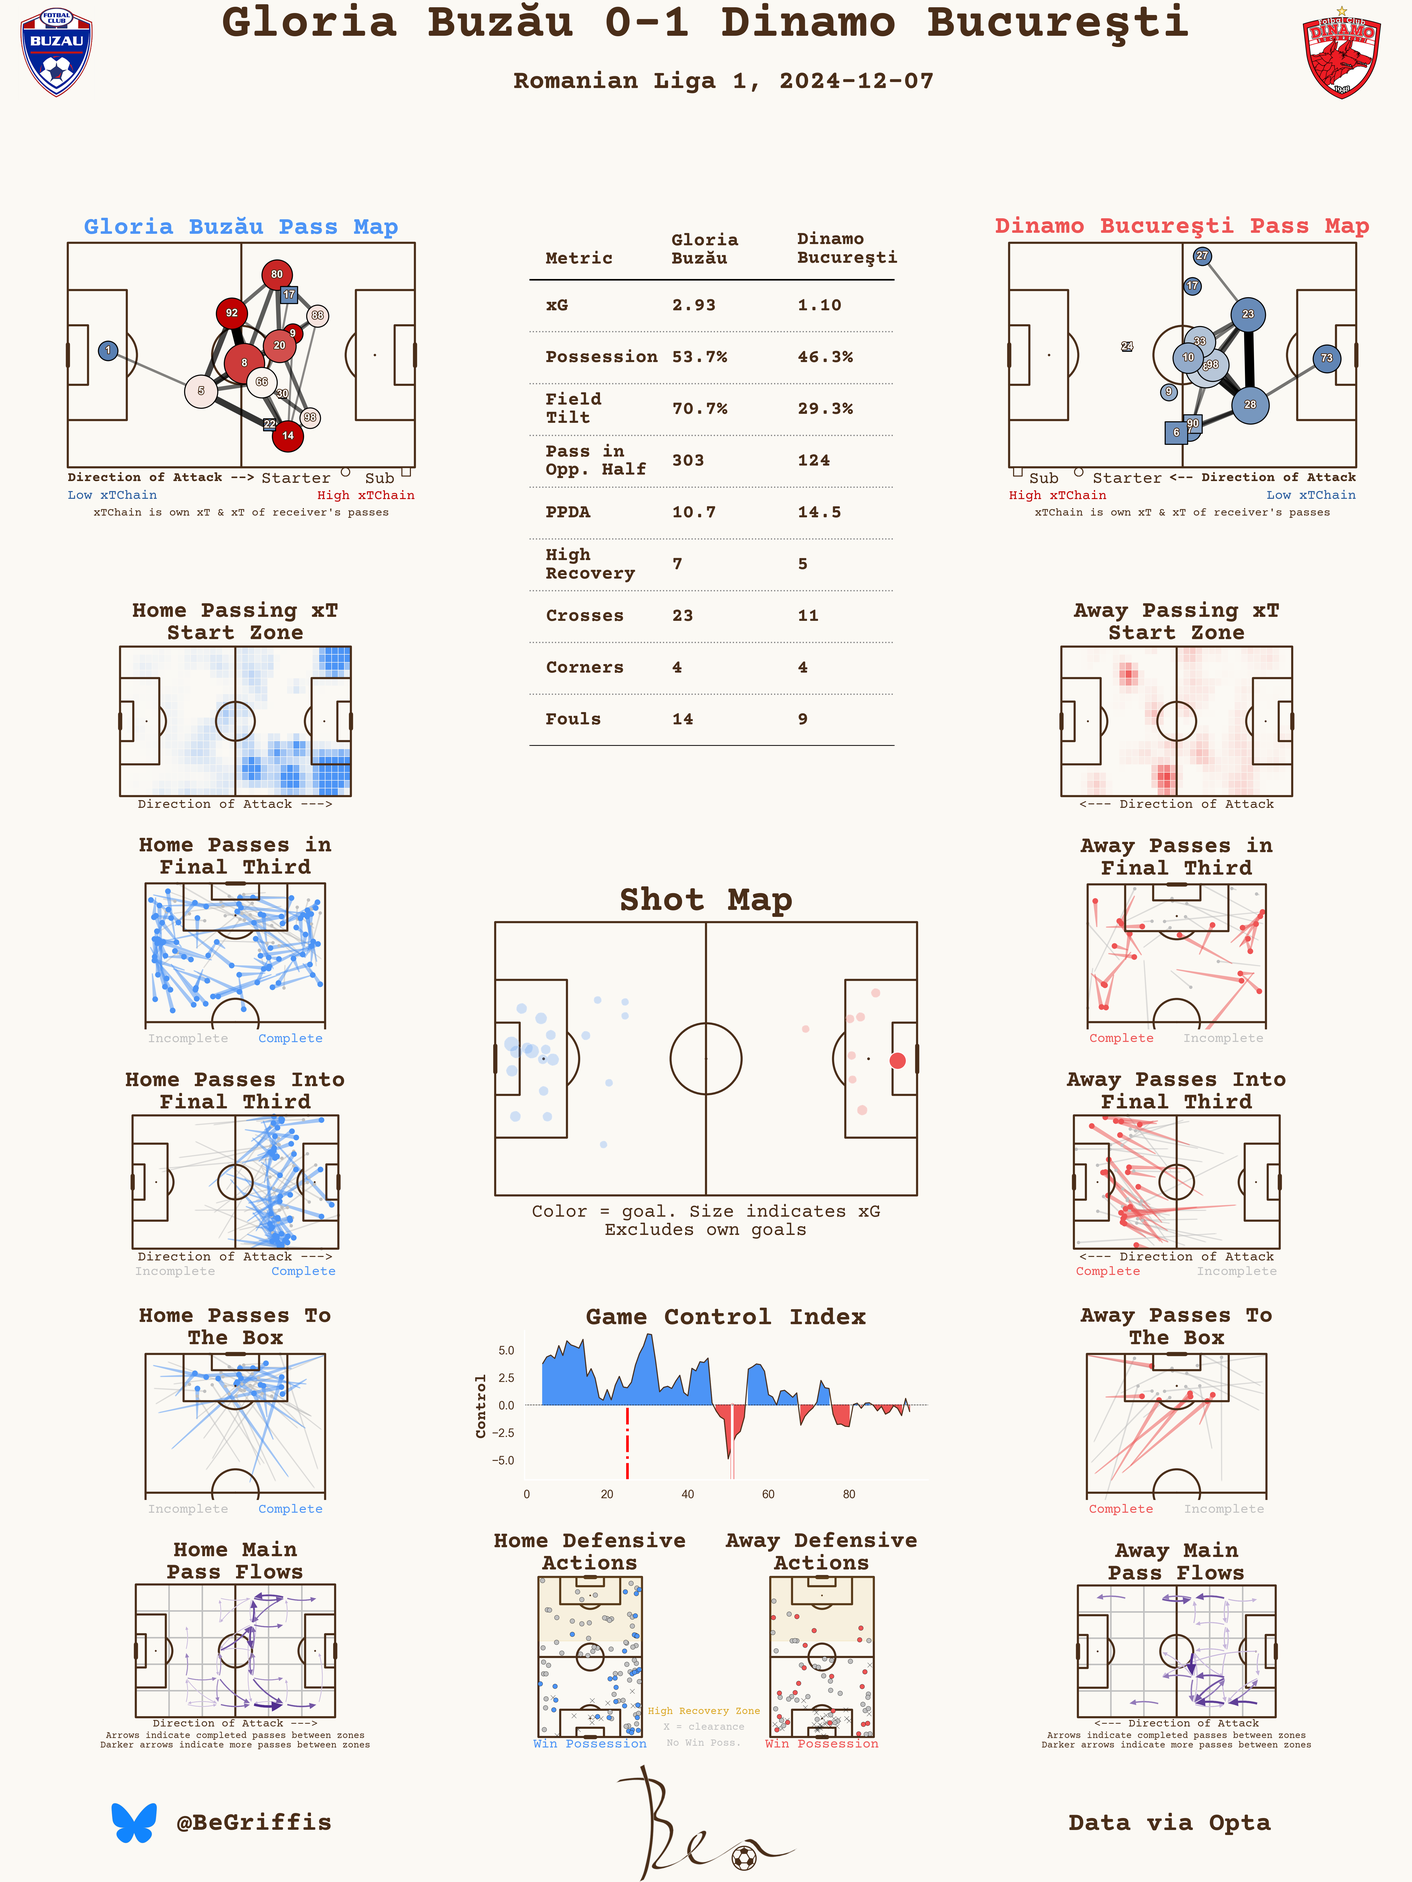 Gloria Buzău 0-1 Dinamo Bucureşti
Romanian Liga 1, 2024-12-07
FOTBAL
CLUB
BUZAU
Fotbal Club
DINAMO
BUCURESTI
1948
Gloria Buzău Pass Map
80
17
88
92
9
20
1
8
66
5
30
98
22
14
Direction of Attack --> Starter Sub
Low xTChain High xTChain
xTChain is own xT & xT of receiver's passes
Metric Gloria Buzău Dinamo Bucureşti
xG 2.93 1.10
Possession 53.7% 46.3%
Field Tilt 70.7% 29.3%
Pass in Opp. Half 303 124
PPDA 10.7 14.5
High Recovery 7 5
Crosses 23 11
Corners 4 4
Fouls 14 9
Dinamo Bucureşti Pass Map
27
17
23
33
24
10
98
73
9
28
90
6
Sub Starter <-- Direction of Attack
High xTChain Low xTChain
xTChain is own xT & xT of receiver's passes
Home Passing xT
Start Zone
Direction of Attack --->
Away Passing xT
Start Zone
<--- Direction of Attack
Home Passes in
Final Third
Incomplete Complete
Away Passes in
Final Third
Complete Incomplete
Shot Map
Color = goal. Size indicates xG
Excludes own goals
Home Passes Into
Final Third
Direction of Attack --->
Incomplete Complete
Away Passes Into
Final Third
<--- Direction of Attack
Complete Incomplete
Home Passes To
The Box
Incomplete Complete
Game Control Index
Control
5.0
2.5
0.0
−2.5
−5.0
0 20 40 60 80
Away Passes To
The Box
Complete Incomplete
Home Main
Pass Flows
Direction of Attack --->
Arrows indicate completed passes between zones
Darker arrows indicate more passes between zones
Home Defensive
Actions
Win Possession
Away Defensive
Actions
Win Possession
High Recovery Zone
X = clearance
No Win Poss.
Away Main
Pass Flows
<--- Direction of Attack
Arrows indicate completed passes between zones
Darker arrows indicate more passes between zones
@BeGriffis
Ben
Data via Opta